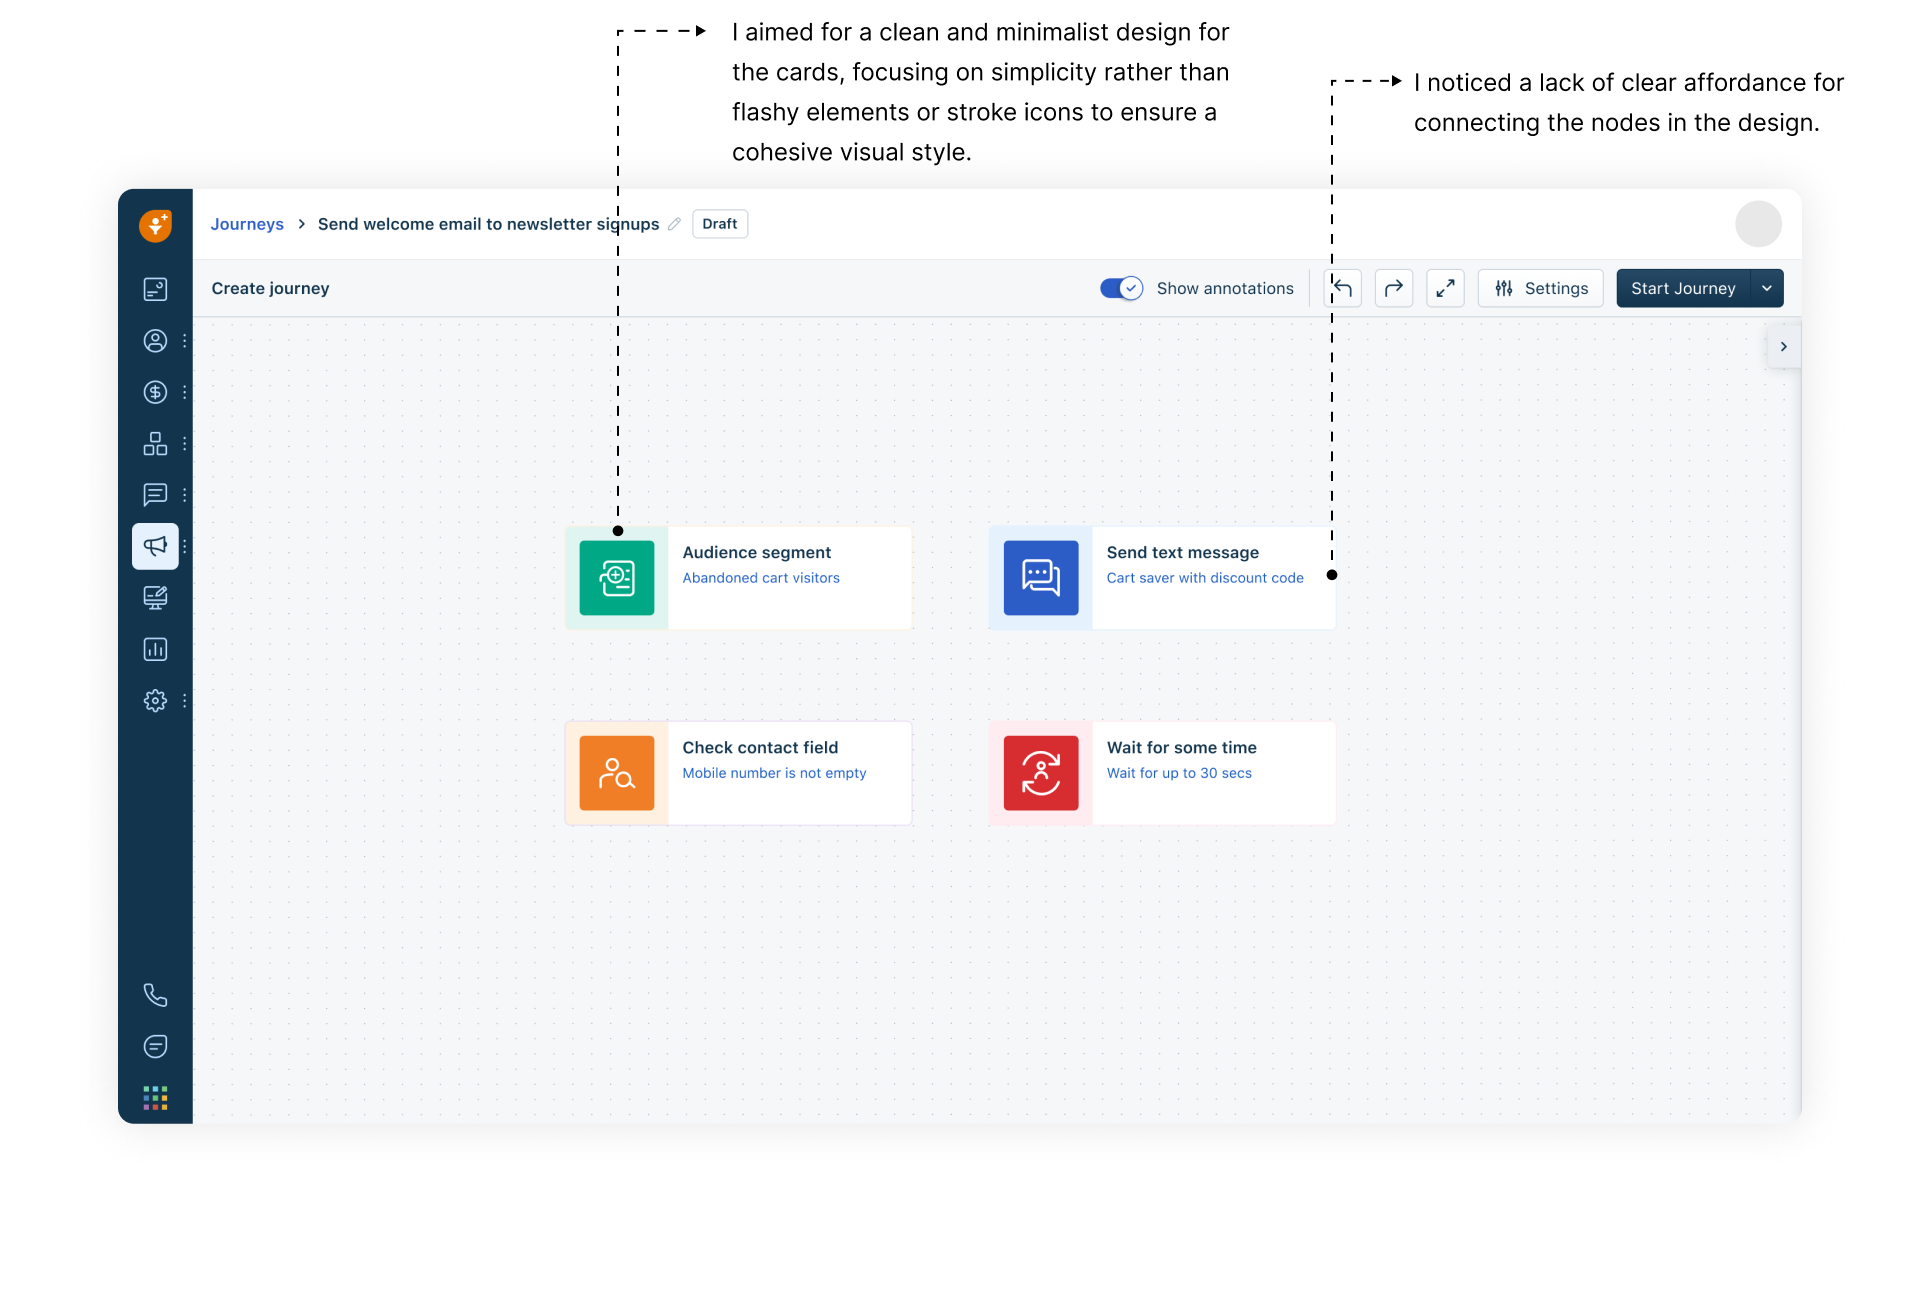 I aimed for a clean and minimalist design for
the cards, focusing on simplicity rather than
flashy elements or stroke icons to ensure a
cohesive visual style.
I noticed a lack of clear affordance for
connecting the nodes in the design.
Journeys > Send welcome email to newsletter signups Draft
Create journey
Show annotations
Settings
Start Journey
Audience segment
Abandoned cart visitors
Send text message
Cart saver with discount code
Check contact field
Mobile number is not empty
Wait for some time
Wait for up to 30 secs